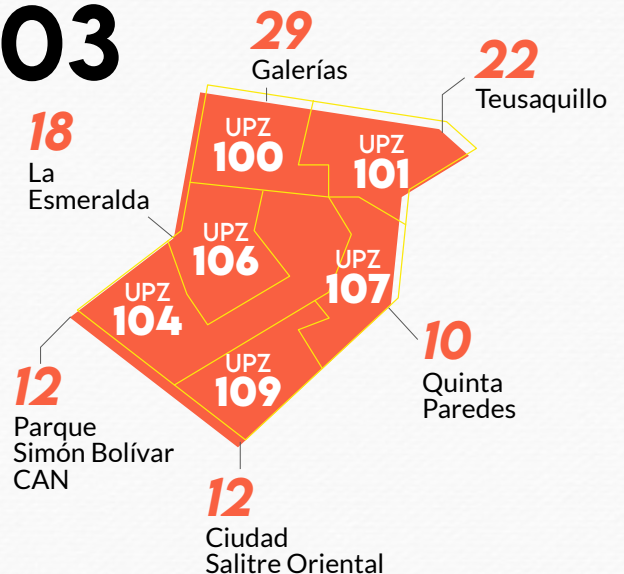 03
29
Galerías
22
Teusaquillo
18
La
Esmeralda
UPZ
100
UPZ
101
UPZ
106
UPZ
107
UPZ
104
UPZ
109
10
Quinta
Paredes
12
Parque
Simón Bolívar
CAN
12
Ciudad
Salitre Oriental